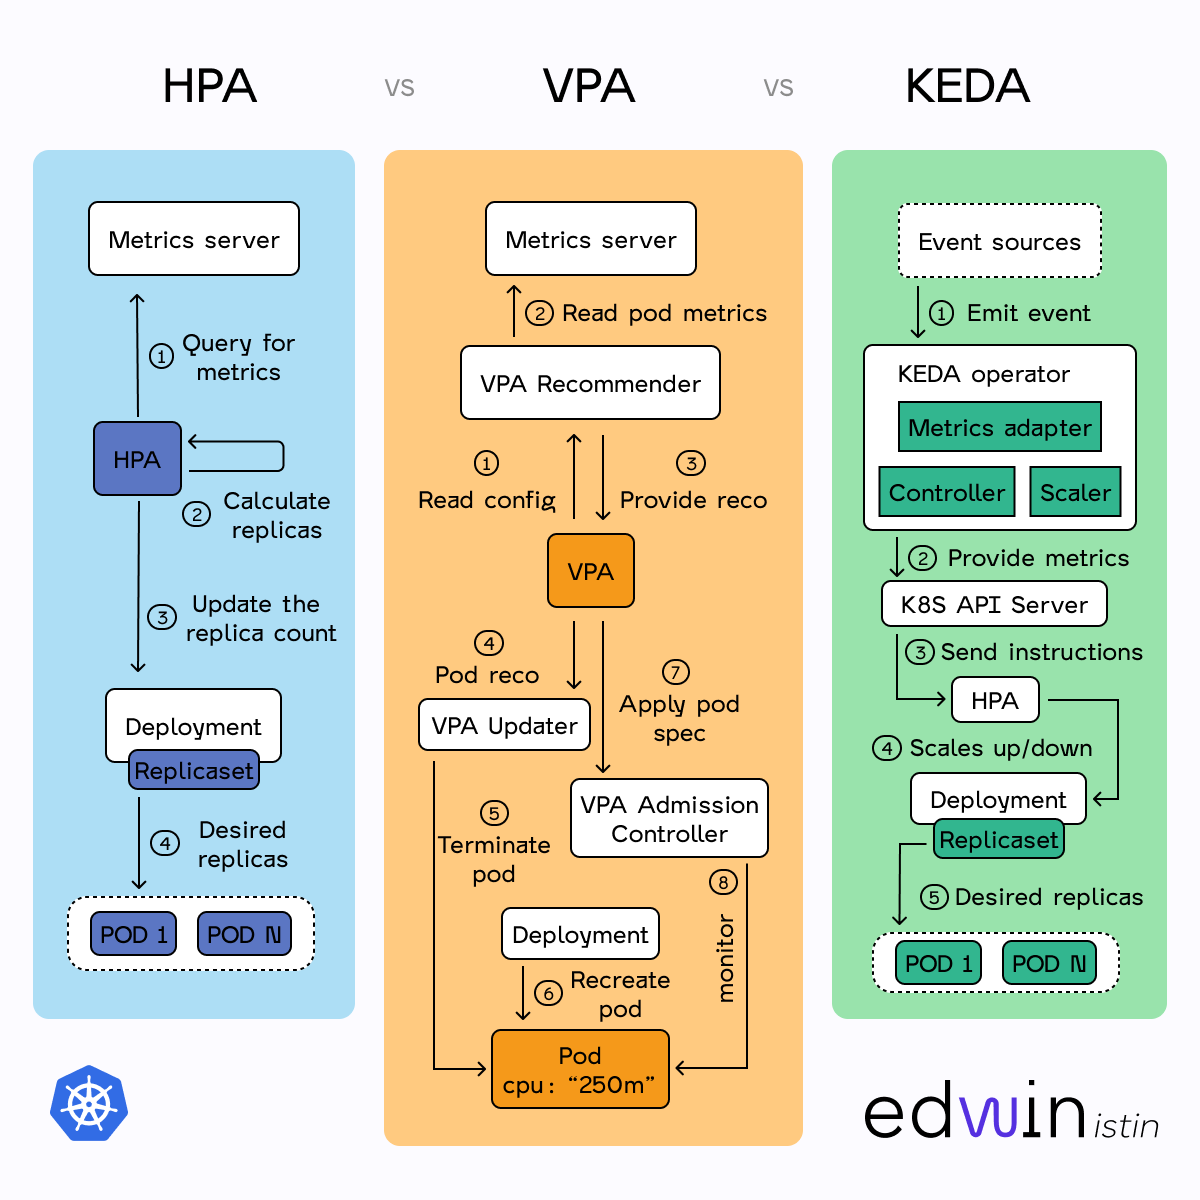 HPA
vs
VPA
vs
KEDA
Metrics server
1
Query for
metrics
HPA
2
Calculate
replicas
3
Update the
replica count
Deployment
Replicaset
4
Desired
replicas
POD 1
POD N
Metrics server
2 Read pod metrics
VPA Recommender
1
Read config
3
Provide reco
VPA
4
Pod reco
VPA Updater
7
Apply pod
spec
VPA Admission
Controller
5
Terminate
pod
8
monitor
Deployment
6
Recreate
pod
Pod
cpu: “250m”
Event sources
1 Emit event
KEDA operator
Metrics adapter
Controller
Scaler
2 Provide metrics
K8S API Server
3 Send instructions
HPA
4 Scales up/down
Deployment
Replicaset
5 Desired replicas
POD 1
POD N
edwin istin